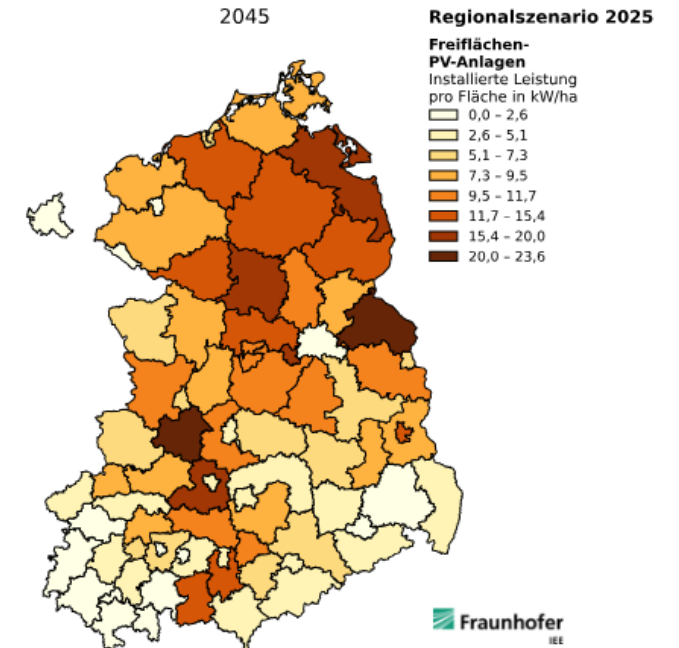 2045
Regionalszenario 2025
Freiflächen-
PV-Anlagen
Installierte Leistung
pro Fläche in kW/ha
0,0 – 2,6
2,6 – 5,1
5,1 – 7,3
7,3 – 9,5
9,5 – 11,7
11,7 – 15,4
15,4 – 20,0
20,0 – 23,6
Fraunhofer
IEE